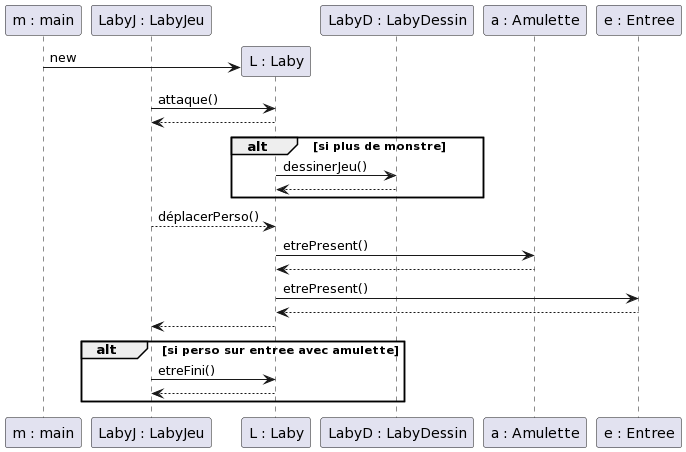 m : main
LabyJ : LabyJeu
LabyD : LabyDessin
a : Amulette
e : Entree
new
L : Laby
attaque()
alt
[si plus de monstre]
dessinerJeu()
déplacerPerso()
etrePresent()
etrePresent()
alt
[si perso sur entree avec amulette]
etreFini()
m : main
LabyJ : LabyJeu
L : Laby
LabyD : LabyDessin
a : Amulette
e : Entree